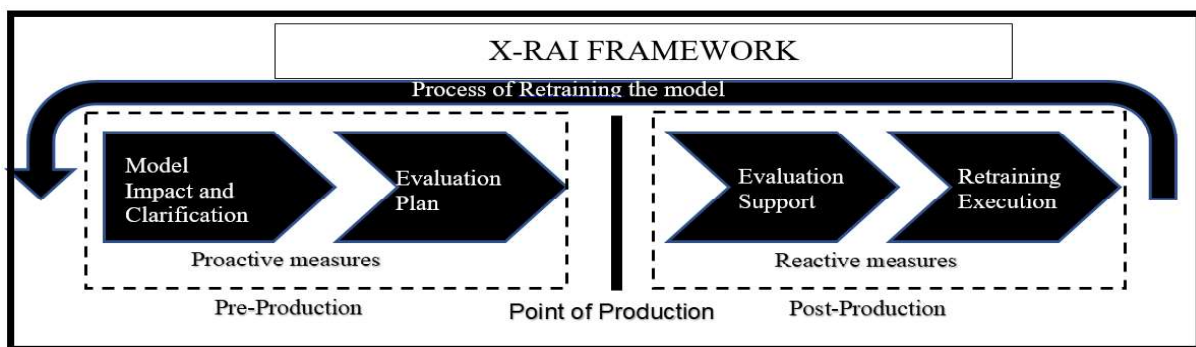 X-RAI FRAMEWORK
Process of Retraining the model
Model
Impact and
Clarification
Evaluation
Plan
Evaluation
Support
Retraining
Execution
Proactive measures
Reactive measures
Pre-Production
Point of Production
Post-Production